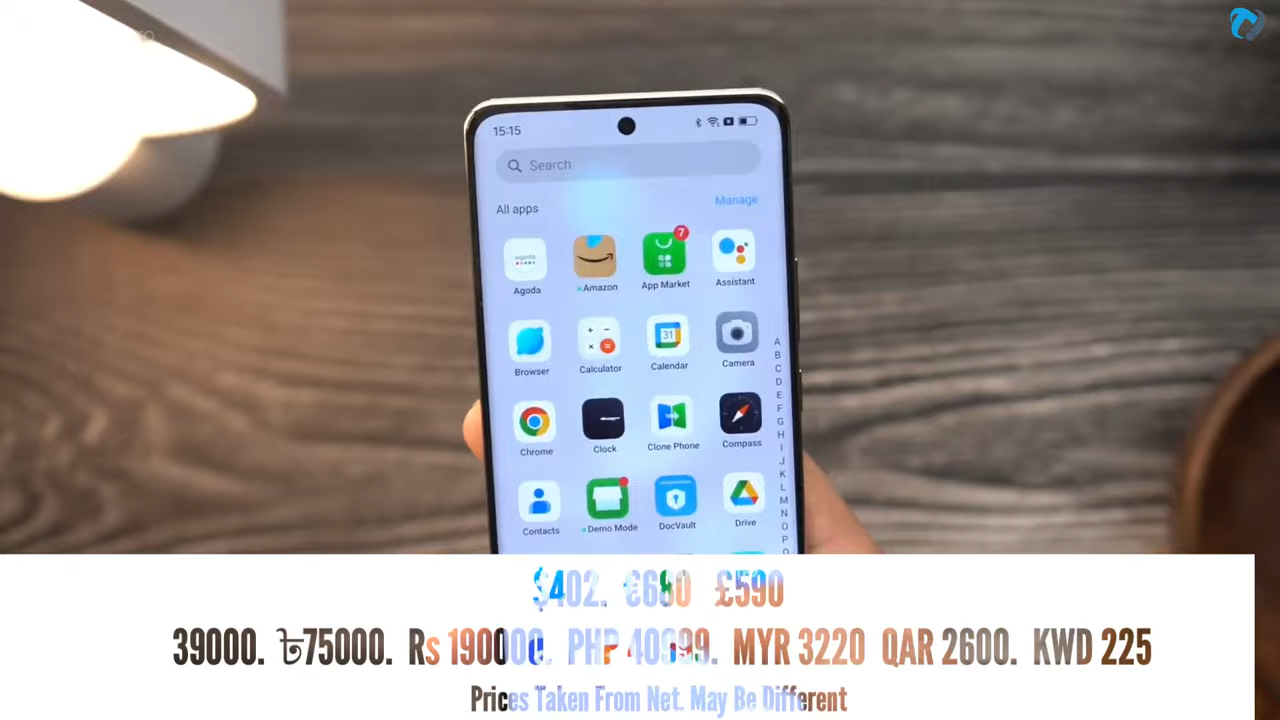 15:15
Search
All apps
Manage
agoda
7
Agoda
Amazon
App Market
Assistant
31
Browser
Calculator
Calendar
Camera
Chrome
Clock
Clone Phone
Compass
Contacts
Demo Mode
DocVault
Drive
A
B
C
D
E
F
G
H
I
J
K
L
M
N
O
P
Q
$402. €680 £590
39000. ৳75000. Rs 190000. PHP 40999. MYR 3220 QAR 2600. KWD 225
Prices Taken From Net. May Be Different